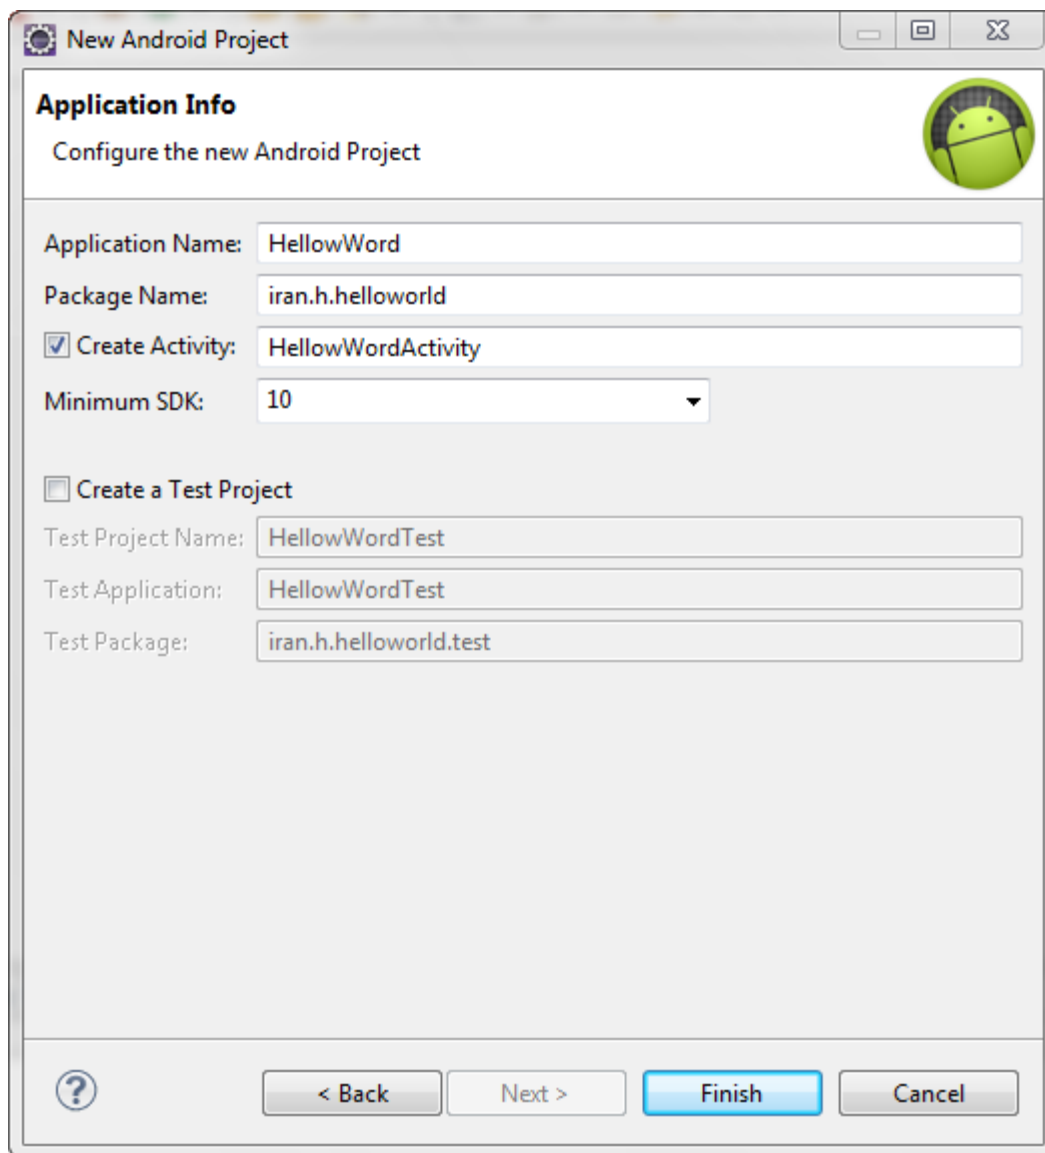 New Android Project
Application Info
Configure the new Android Project
Application Name: HellowWord
Package Name: iran.h.helloworld
Create Activity: HellowWordActivity
Minimum SDK: 10
Create a Test Project
Test Project Name: HellowWordTest
Test Application: HellowWordTest
Test Package: iran.h.helloworld.test
? < Back Next > Finish Cancel